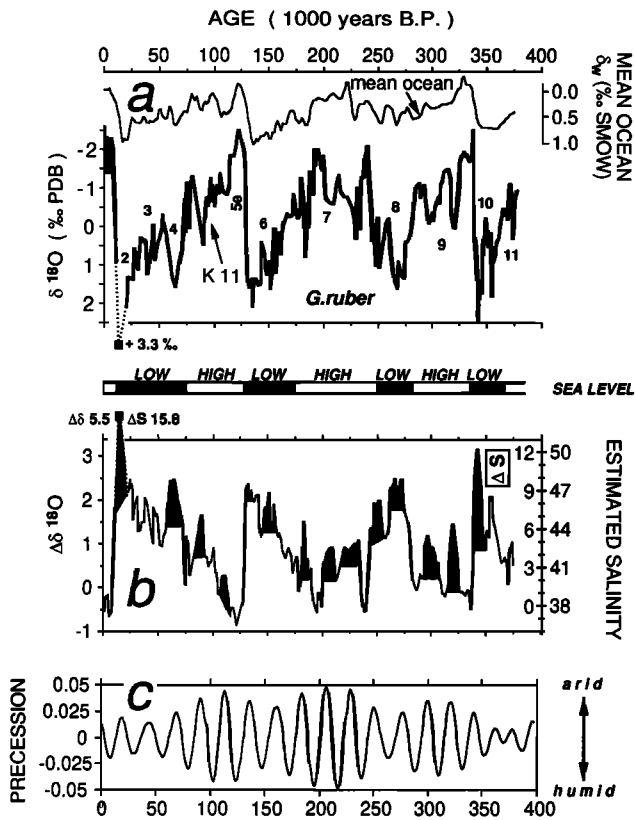 AGE ( 1000 years B.P. )
0 50 100 150 200 250 300 350 400
a
mean ocean
0.0
0.5
1.0
MEAN OCEAN
δw (‰ SMOW)
-2
-1
0
1
2
δ 18O ( ‰ PDB)
2 3 4 5e 6 7 8 9 10 11
K 11
G.ruber
+ 3.3 ‰
LOW HIGH LOW HIGH LOW HIGH LOW
SEA LEVEL
Δδ 5.5 ΔS 15.8
3
2
1
0
-1
Δδ 18O
b
ΔS
12 50
9 47
6 44
3 41
0 38
ESTIMATED SALINITY
c
0.05
0.025
0
-0.025
-0.05
PRECESSION
arid
humid
0 50 100 150 200 250 300 350 400